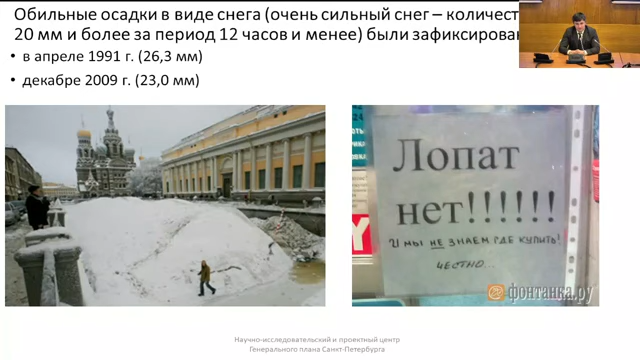 Обильные осадки в виде снега (очень сильный снег – количест
20 мм и более за период 12 часов и менее) были зафиксирован
• в апреле 1991 г. (26,3 мм)
• декабре 2009 г. (23,0 мм)
Лопат
нет!!!!!!
И мы не знаем где купить!
честно...
фонтанка.ру
Научно-исследовательский и проектный центр
Генерального плана Санкт-Петербурга